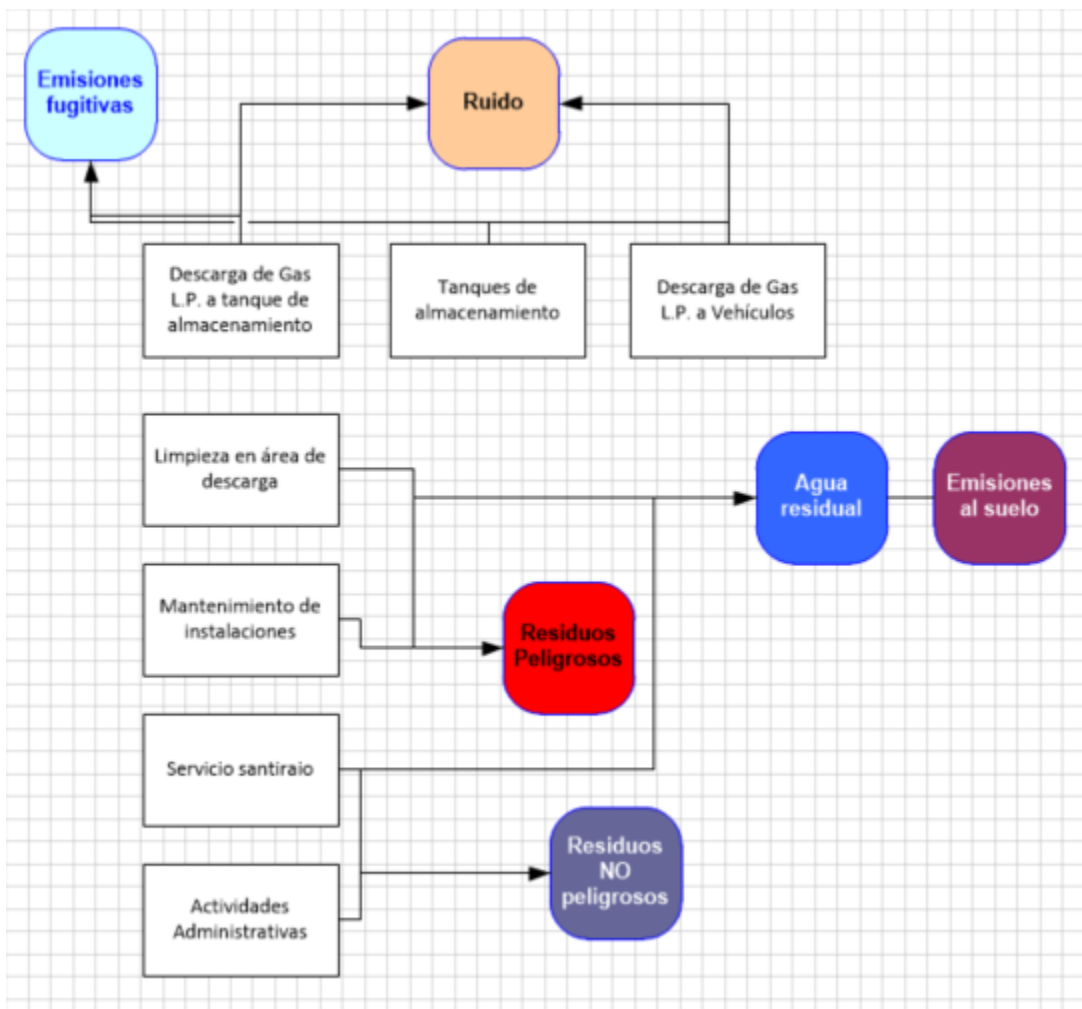 Emisiones
fugitivas
Ruido
Descarga de Gas
L.P. a tanque de
almacenamiento
Tanques de
almacenamiento
Descarga de Gas
L.P. a Vehículos
Limpieza en área de
descarga
Agua
residual
Emisiones
al suelo
Mantenimiento de
instalaciones
Residuos
Peligrosos
Servicio santiraio
Residuos
NO
peligrosos
Actividades
Administrativas